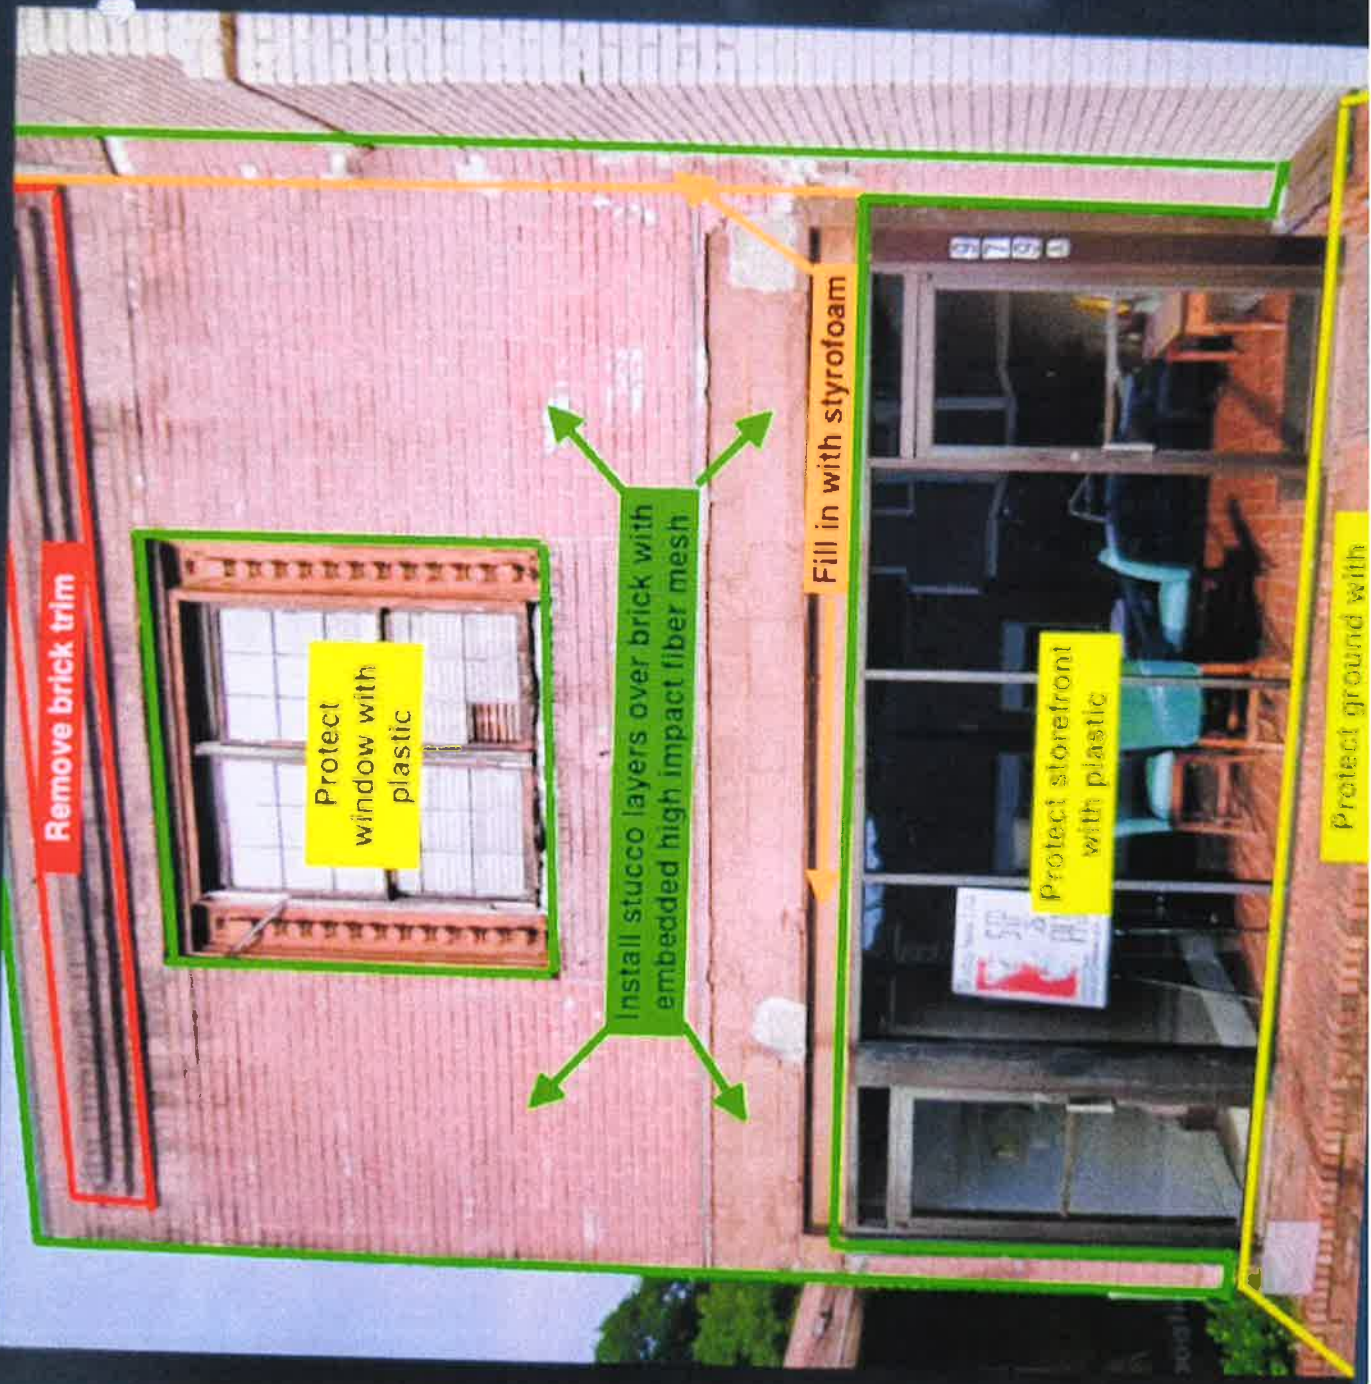 Remove brick trim
Protect
window with
plastic
Install stucco layers over brick with
embedded high impact fiber mesh
Fill in with styrofoam
Protect storefront
with plastic
Protect ground with